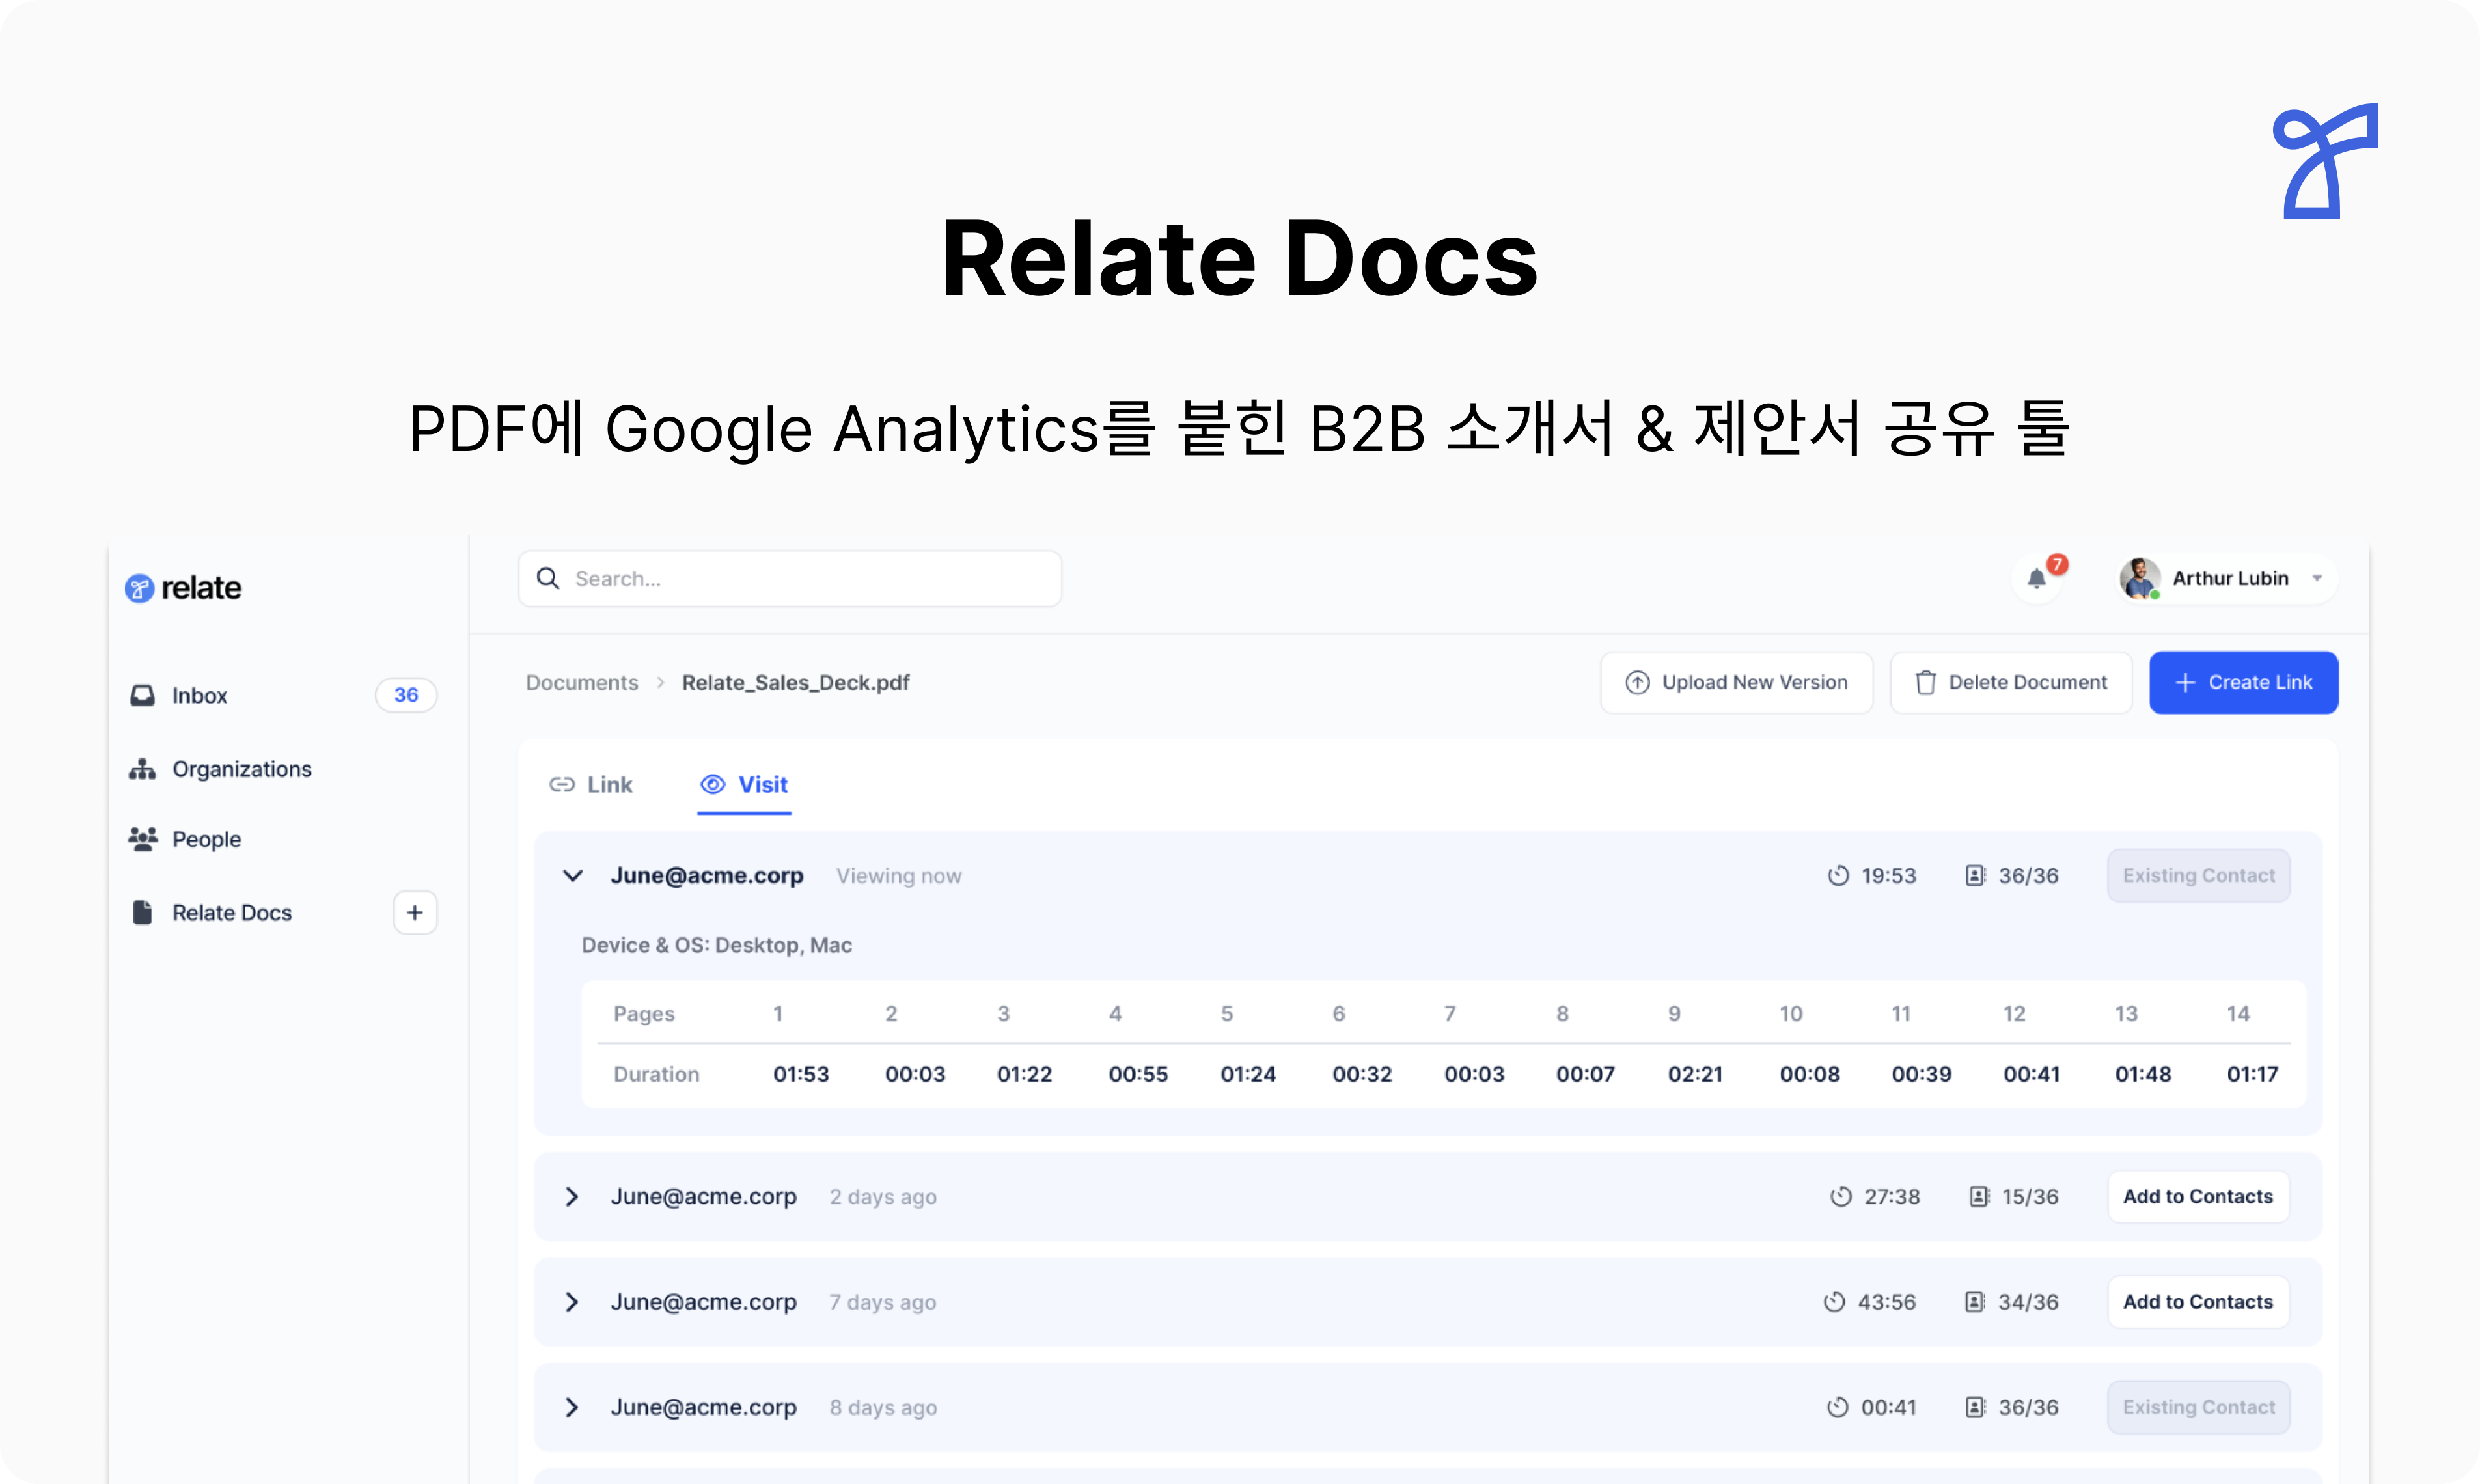 Relate Docs
PDF에 Google Analytics를 붙힌 B2B 소개서 & 제안서 공유 툴
relate
Search...
7
Arthur Lubin
Inbox 36
Organizations
People
Relate Docs +
Documents > Relate_Sales_Deck.pdf
Upload New Version
Delete Document
+ Create Link
Link Visit
June@acme.corp Viewing now 19:53 36/36 Existing Contact
Device & OS: Desktop, Mac
Pages 1 2 3 4 5 6 7 8 9 10 11 12 13 14
Duration 01:53 00:03 01:22 00:55 01:24 00:32 00:03 00:07 02:21 00:08 00:39 00:41 01:48 01:17
June@acme.corp 2 days ago 27:38 15/36 Add to Contacts
June@acme.corp 7 days ago 43:56 34/36 Add to Contacts
June@acme.corp 8 days ago 00:41 36/36 Existing Contact